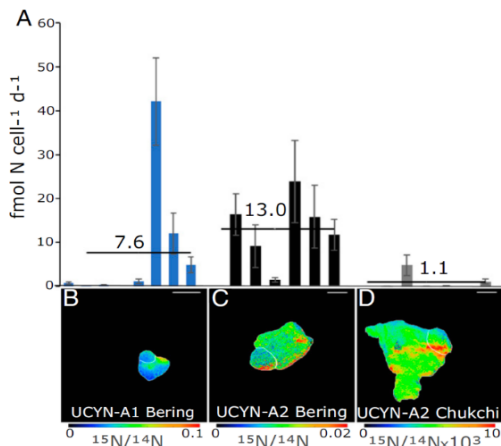 A
fmol N cell-1 d-1
60
50
40
30
20
10
0
7.6
13.0
1.1
B
C
D
UCYN-A1 Bering
UCYN-A2 Bering
UCYN-A2 Chukchi
0 0.1
0 0.02
0 10
15N/14N
15N/14N
15N/14Nx103